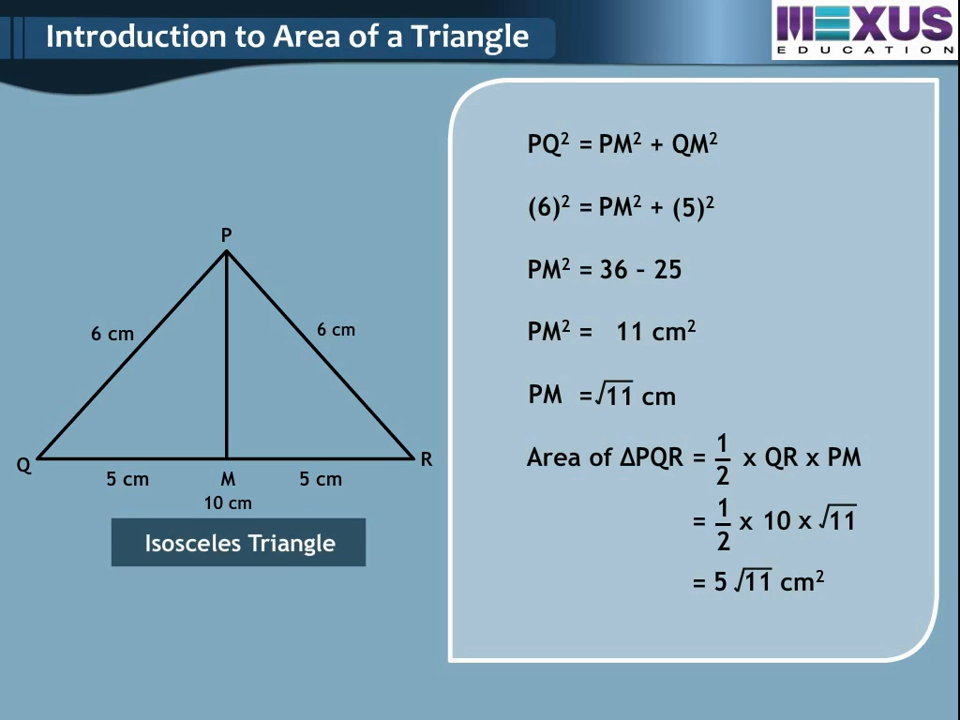 Introduction to Area of a Triangle
MEXUS
EDUCATION
P
6 cm
6 cm
Q
R
5 cm
M
5 cm
10 cm
Isosceles Triangle
PQ² = PM² + QM²
(6)² = PM² + (5)²
PM² = 36 – 25
PM² = 11 cm²
PM = √11 cm
Area of ΔPQR = 1/2 x QR x PM
= 1/2 x 10 x √11
= 5 √11 cm²